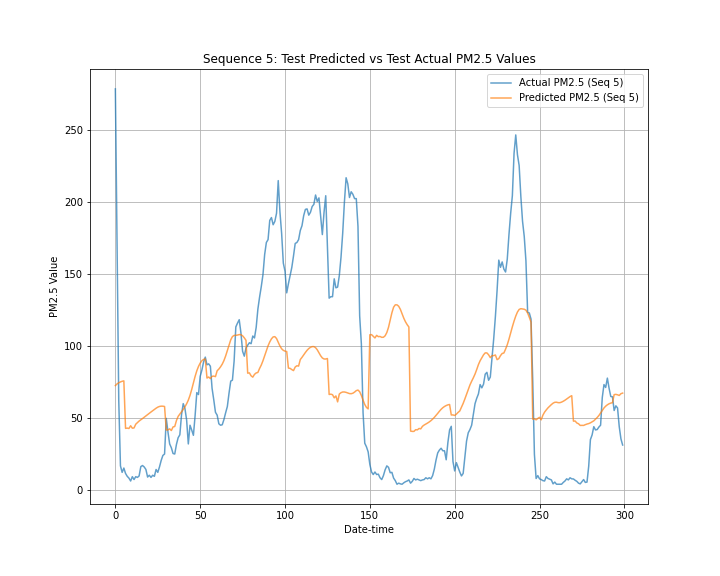 Sequence 5: Test Predicted vs Test Actual PM2.5 Values
Actual PM2.5 (Seq 5)
Predicted PM2.5 (Seq 5)
PM2.5 Value
250
200
150
100
50
0
0 50 100 150 200 250 300
Date-time